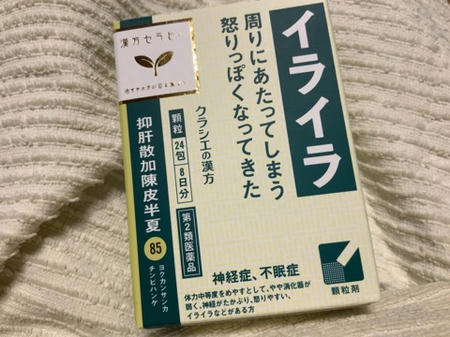 イライラ
周りにあたってしまう
怒りっぽくなってきた
クラシエの漢方
顆粒 24包 8日分 第2類医薬品
漢方セラピー
抑肝散加陳皮半夏
85
ヨクカンサンカ
チンピハンゲ
神経症、不眠症
体力中等度をめやすとして、やや消化器が
弱く、神経がたかぶり、怒りやすい、
イライラなどがある方
顆粒剤